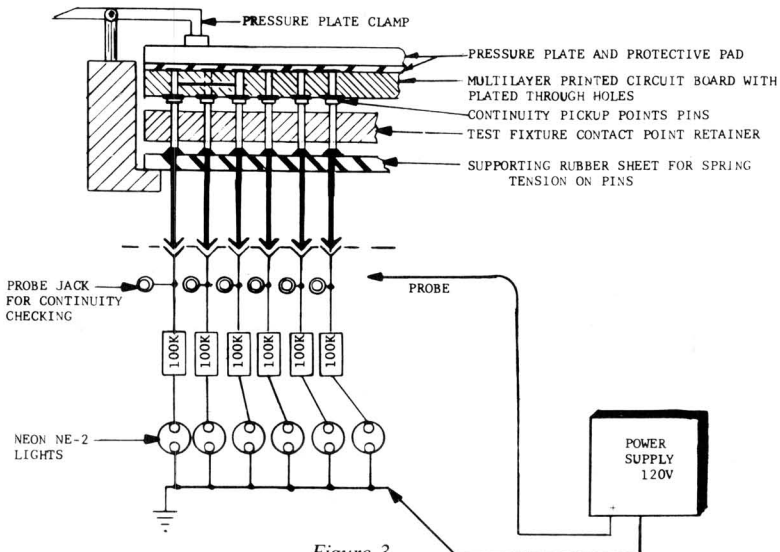 PRESSURE PLATE CLAMP
PRESSURE PLATE AND PROTECTIVE PAD
MULTILAYER PRINTED CIRCUIT BOARD WITH
PLATED THROUGH HOLES
CONTINUITY PICKUP POINTS PINS
TEST FIXTURE CONTACT POINT RETAINER
SUPPORTING RUBBER SHEET FOR SPRING
TENSION ON PINS
PROBE JACK
FOR CONTINUITY
CHECKING
PROBE
100K
100K
100K
100K
100K
100K
NEON NE-2
LIGHTS
POWER
SUPPLY
120V
Figure 3